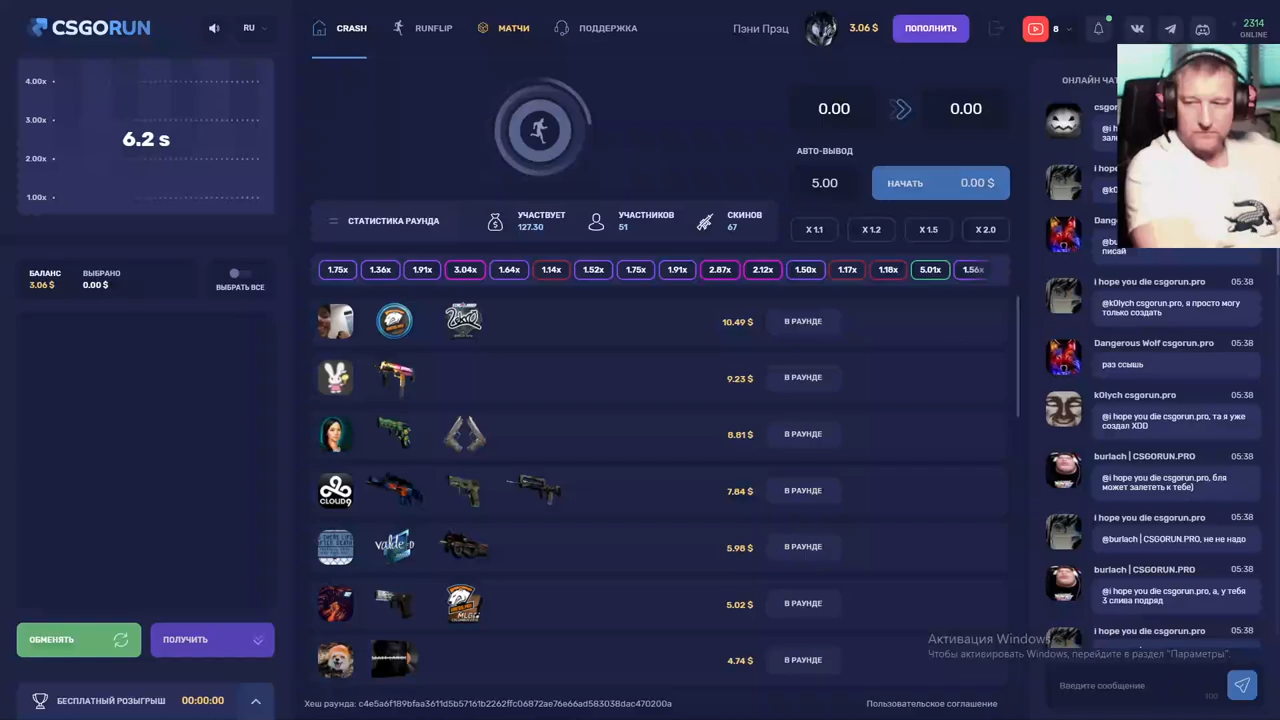 CSGORUN
RU
CRASH
RUNFLIP
МАТЧИ
ПОДДЕРЖКА
Пэни Прэц
3.06 $
ПОПОЛНИТЬ
8
2314
ONLINE
4.00x
3.00x
2.00x
1.00x
6.2 s
0.00
0.00
АВТО-ВЫВОД
5.00
НАЧАТЬ
0.00 $
X 1.1
X 1.2
X 1.5
X 2.0
СТАТИСТИКА РАУНДА
УЧАСТВУЕТ
127.30
УЧАСТНИКОВ
51
СКИНОВ
67
БАЛАНС
3.06 $
ВЫБРАНО
0.00 $
ВЫБРАТЬ ВСЕ
1.75x
1.36x
1.91x
3.04x
1.64x
1.14x
1.52x
1.75x
1.91x
2.87x
2.12x
1.50x
1.17x
1.18x
5.01x
1.56x
10.49 $
В РАУНДЕ
9.23 $
В РАУНДЕ
8.81 $
В РАУНДЕ
CLOUD9
7.84 $
В РАУНДЕ
5.98 $
В РАУНДЕ
5.02 $
В РАУНДЕ
4.74 $
В РАУНДЕ
ОБМЕНЯТЬ
ПОЛУЧИТЬ
БЕСПЛАТНЫЙ РОЗЫГРЫШ
00:00:00
Хеш раунда: c4e5a6f189bfaa3611d5b57161b2262ffc06872ae76e66ad583038dac470200a
Пользовательское соглашение
ОНЛАЙН ЧАТ
csgor
@i h
зале
i hope
@k0
Dange
@bu
писай
i hope you die csgorun.pro
05:38
@k0lych csgorun.pro, я просто могу
только создать
Dangerous Wolf csgorun.pro
05:38
раз ссышь
k0lych csgorun.pro
05:38
@i hope you die csgorun.pro, та я уже
создал XDD
burlach | CSGORUN.PRO
05:38
@i hope you die csgorun.pro, бля
может залететь к тебе)
i hope you die csgorun.pro
05:38
@burlach | CSGORUN.PRO, не не надо
burlach | CSGORUN.PRO
05:38
@i hope you die csgorun.pro, а, у тебя
3 слива подряд
i hope you die csgorun.pro
05:38
Активация Windows
Чтобы активировать Windows, перейдите в раздел "Параметры".
Введите сообщение
100